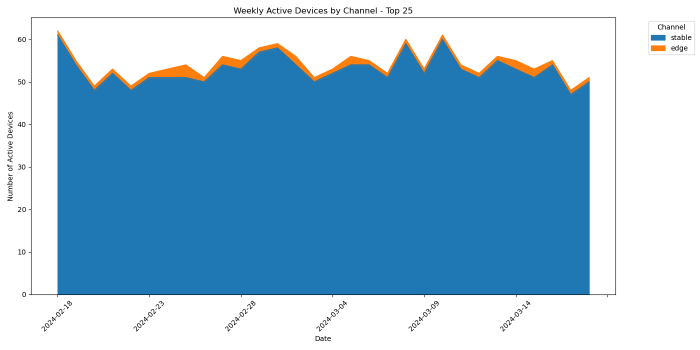 Weekly Active Devices by Channel - Top 25
Number of Active Devices
60
50
40
30
20
10
0
2024-02-18
2024-02-23
2024-02-28
2024-03-04
2024-03-09
2024-03-14
Date
Channel
stable
edge